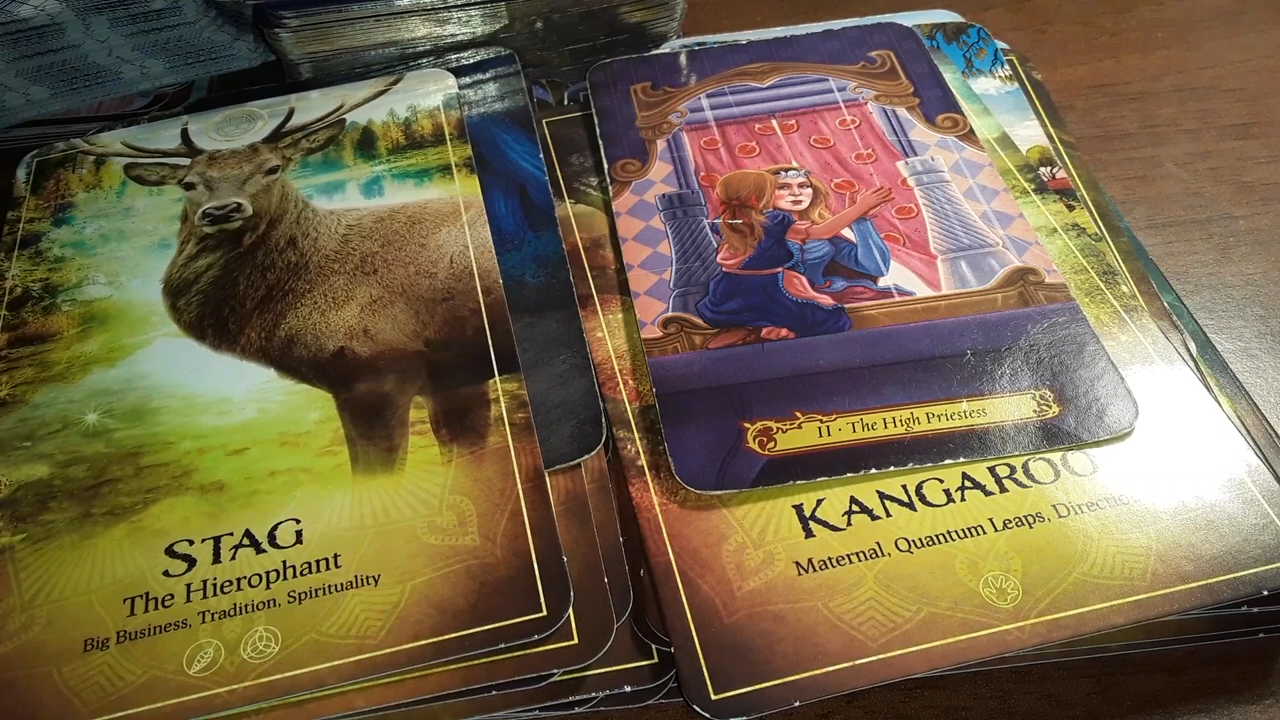 STAG
The Hierophant
Big Business, Tradition, Spirituality
II · The High Priestess
KANGAROO
Maternal, Quantum Leaps,